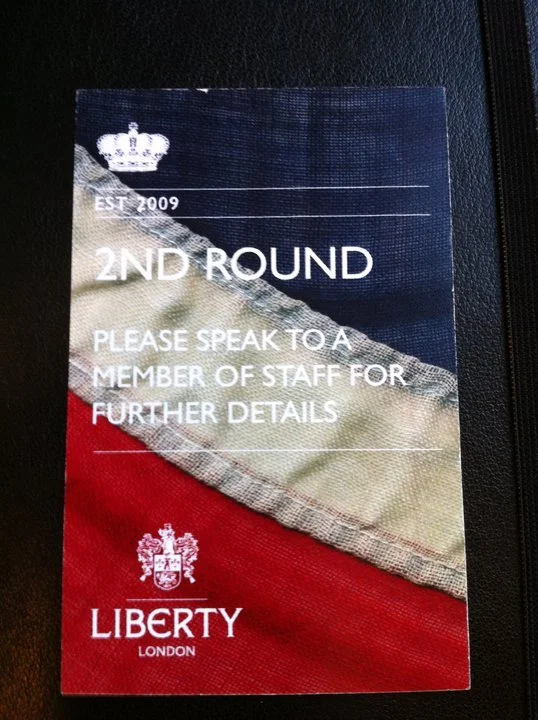 EST 2009
2ND ROUND
PLEASE SPEAK TO A
MEMBER OF STAFF FOR
FURTHER DETAILS
LIBERTY
LONDON